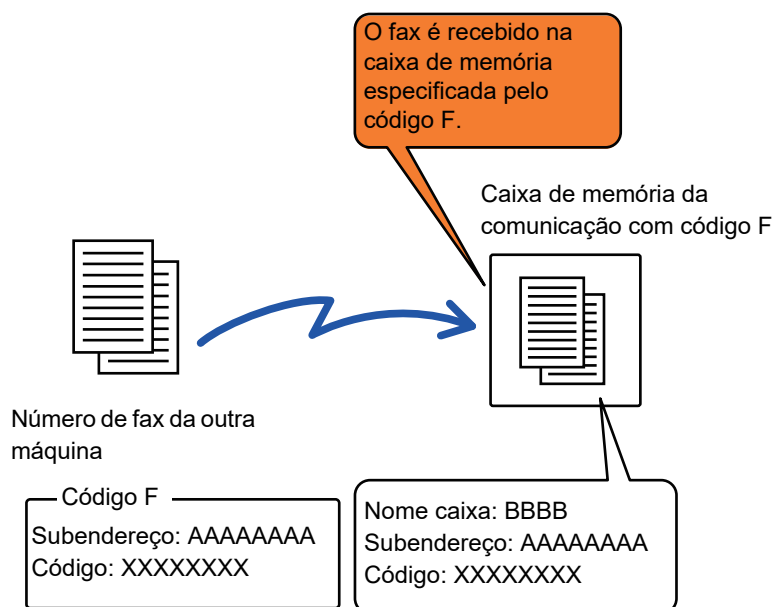 O fax é recebido na
caixa de memória
especificada pelo
código F.
Caixa de memória da
comunicação com código F
Número de fax da outra
máquina
Código F
Subendereço: AAAAAAAA
Código: XXXXXXXX
Nome caixa: BBBB
Subendereço: AAAAAAAA
Código: XXXXXXXX